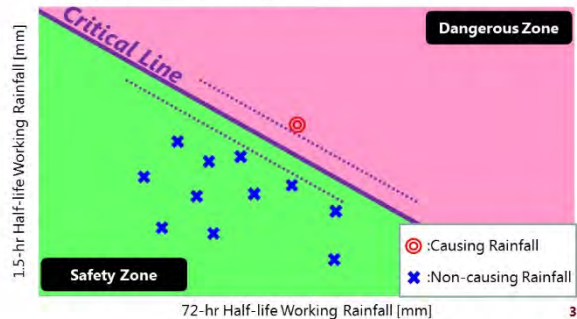 Critical Line
Dangerous Zone
1.5-hr Half-life Working Rainfall [mm]
:Causing Rainfall
:Non-causing Rainfall
Safety Zone
72-hr Half-life Working Rainfall [mm]
3